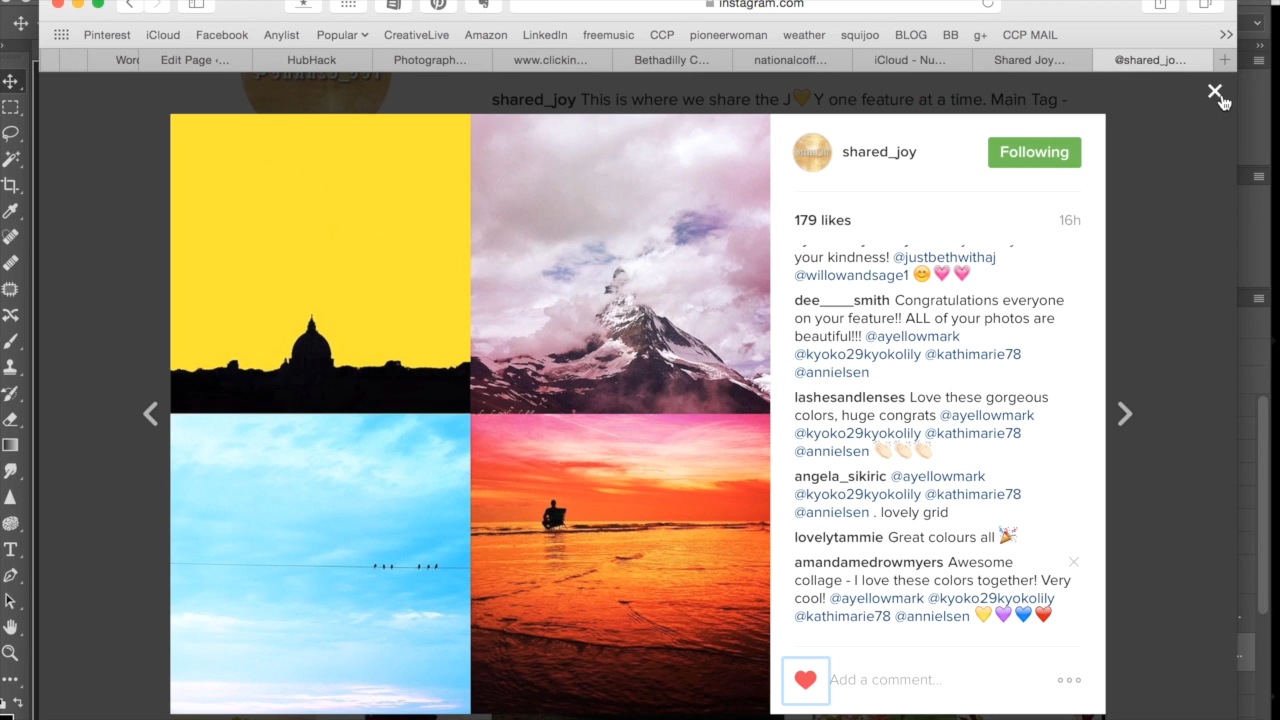 instagram.com
Pinterest iCloud Facebook Anylist Popular CreativeLive Amazon LinkedIn freemusic CCP pioneerwoman weather squijoo BLOG BB g+ CCP MAIL
Word Edit Page ‹... HubHack Photograph... www.clickin... Bethadilly C... nationalcoff... iCloud - Nu... Shared Joy... @shared_jo...
shared_joy This is where we share the J💛Y one feature at a time. Main Tag -
shared_joy Following
179 likes 16h
your kindness! @justbethwithaj
@willowandsage1 😊💗💗
dee____smith Congratulations everyone
on your feature!! ALL of your photos are
beautiful!!! @ayellowmark
@kyoko29kyokolily @kathimarie78
@annielsen
lashesandlenses Love these gorgeous
colors, huge congrats @ayellowmark
@kyoko29kyokolily @kathimarie78
@annielsen 👏🏻👏🏻👏🏻
angela_sikiric @ayellowmark
@kyoko29kyokolily @kathimarie78
@annielsen . lovely grid
lovelytammie Great colours all 🎉
amandamedrowmyers Awesome
collage - I love these colors together! Very
cool! @ayellowmark @kyoko29kyokolily
@kathimarie78 @annielsen 💛💜💙❤️
Add a comment...